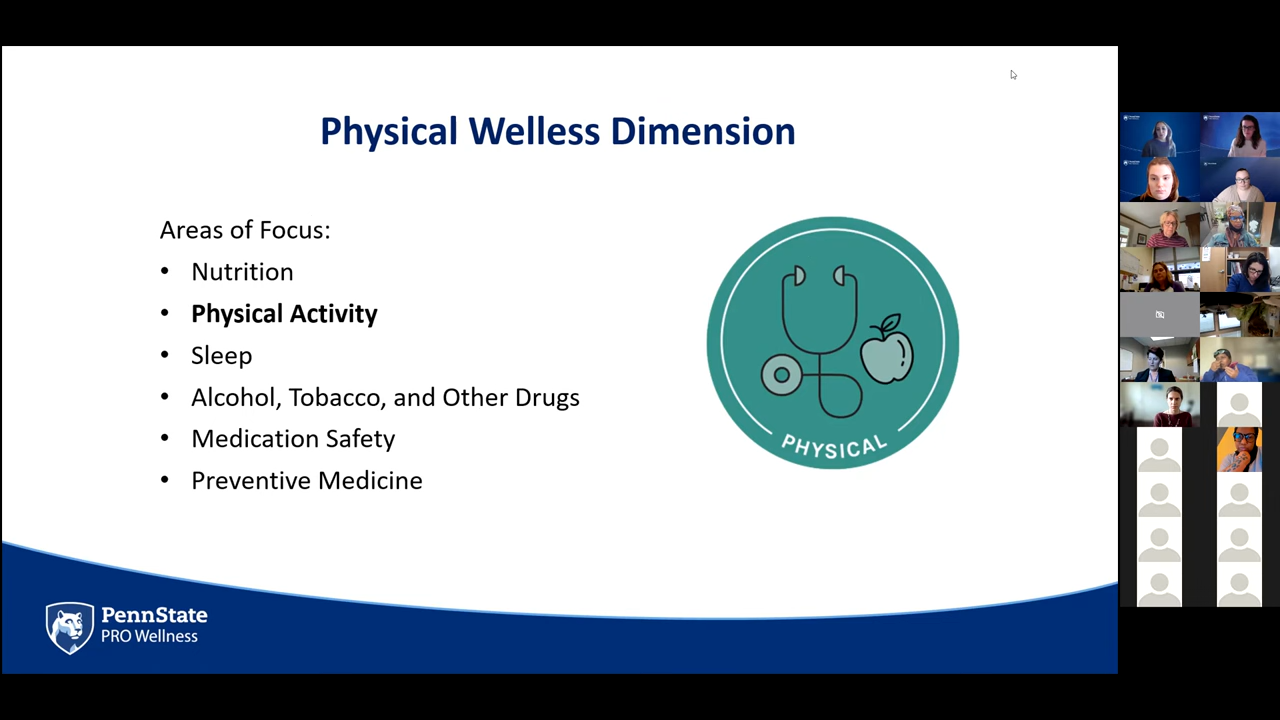 Physical Welless Dimension
Areas of Focus:
• Nutrition
• Physical Activity
• Sleep
• Alcohol, Tobacco, and Other Drugs
• Medication Safety
• Preventive Medicine
PHYSICAL
PennState
PRO Wellness